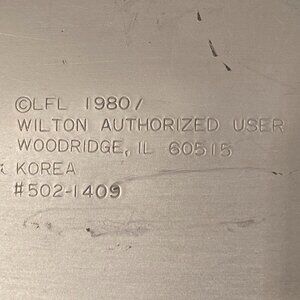 ©LFL 1980/
WILTON AUTHORIZED USER
WOODRIDGE, IL 60515
KOREA
#502-1409